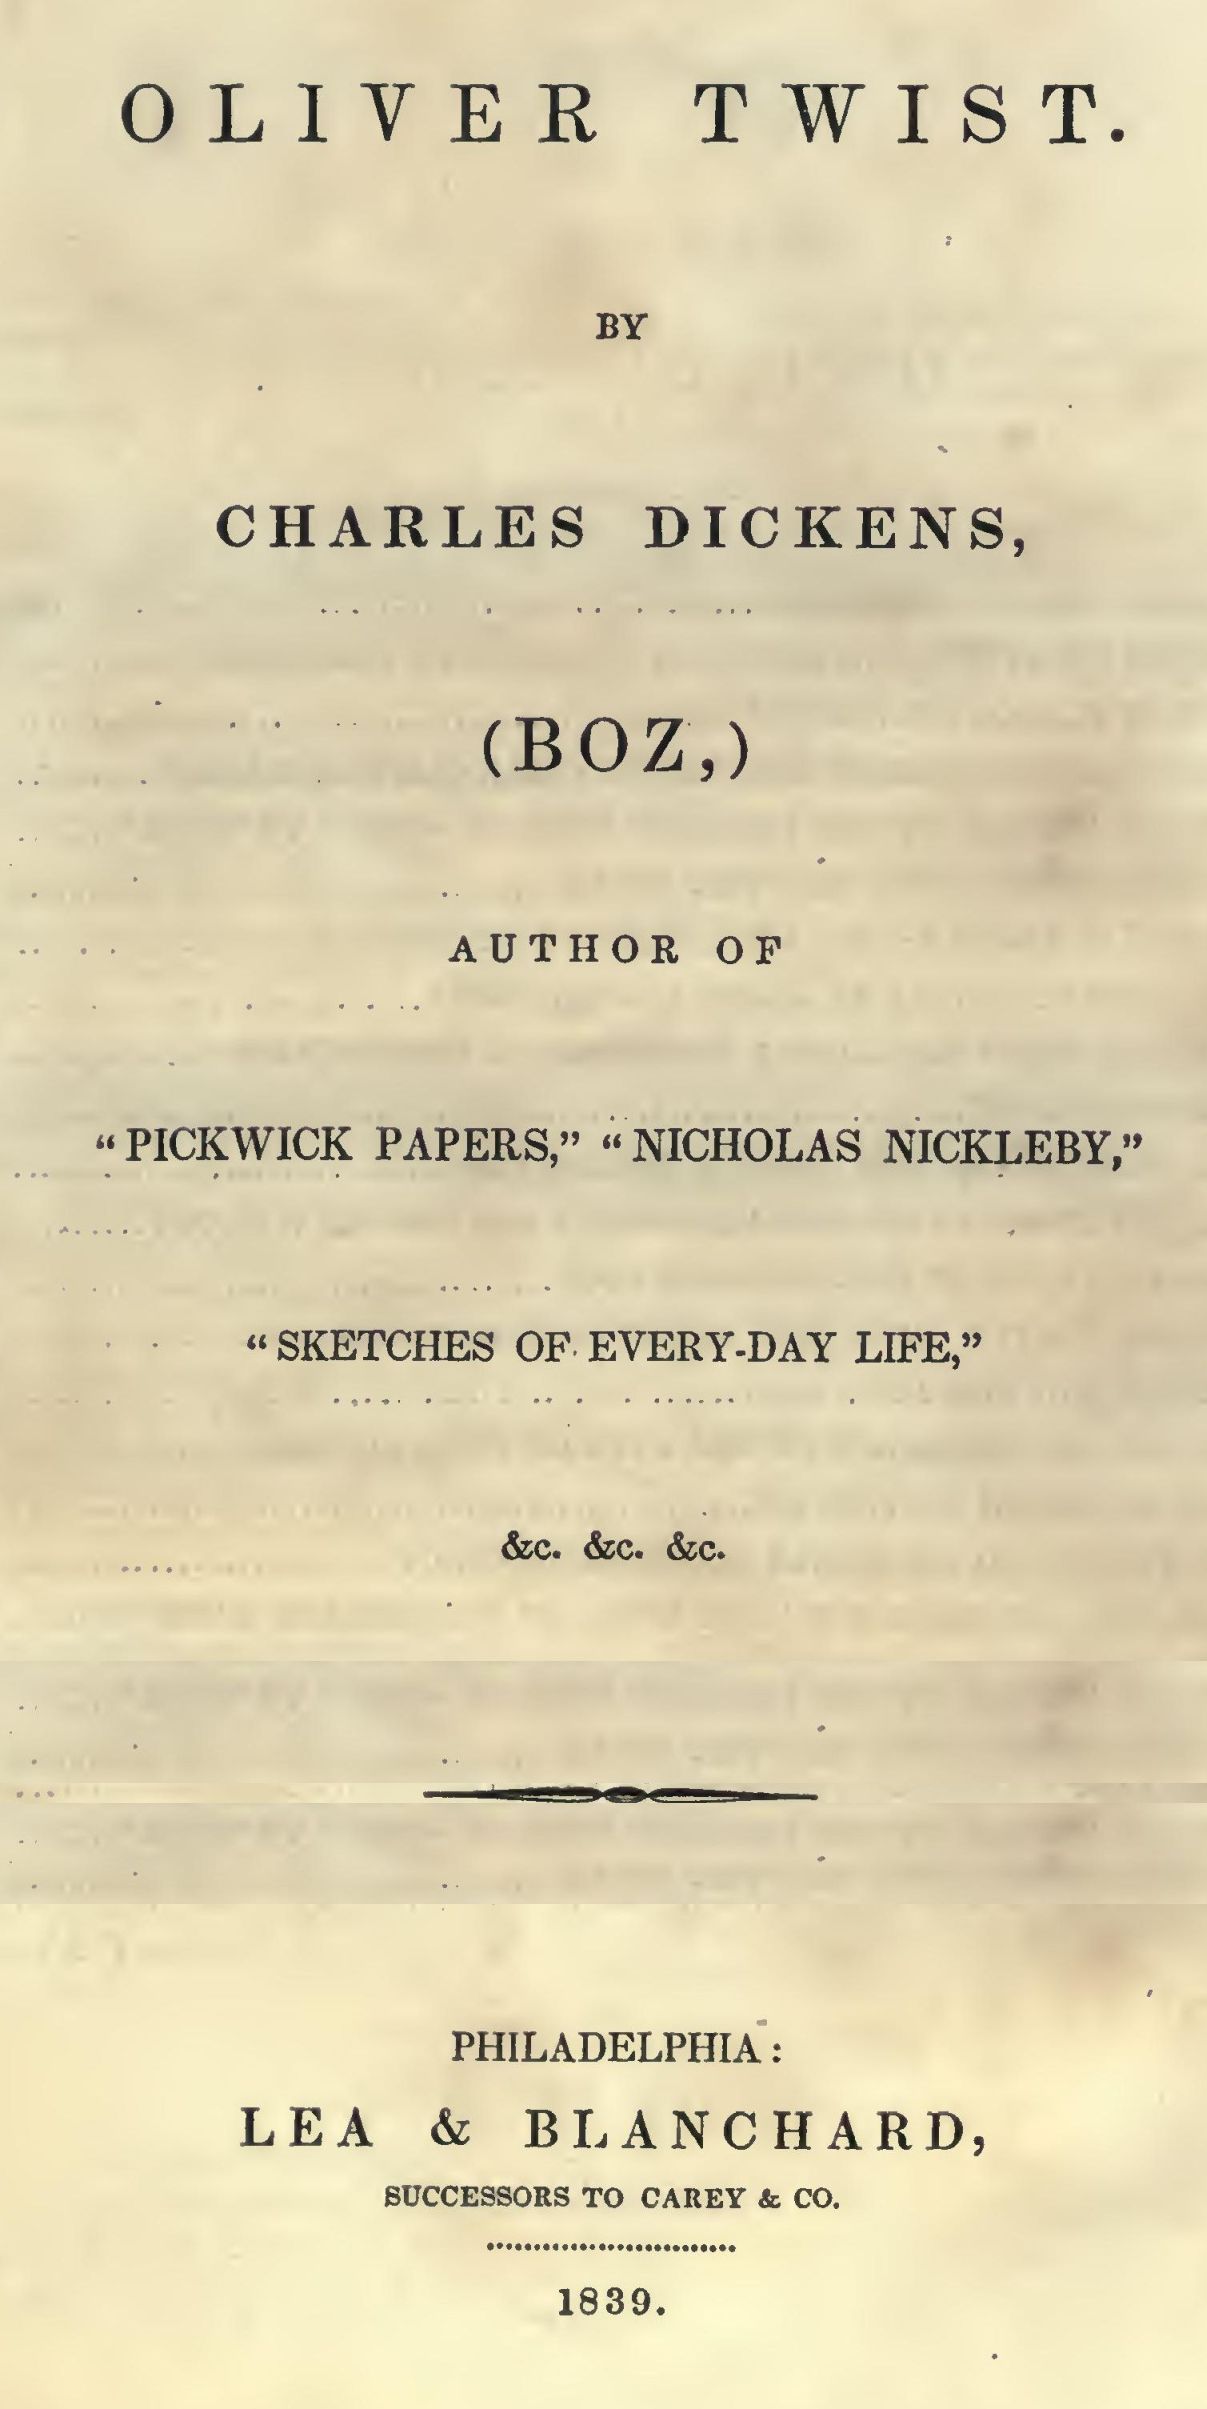 OLIVER TWIST.
BY
CHARLES DICKENS,
(BOZ,)
AUTHOR OF
“PICKWICK PAPERS,” “NICHOLAS NICKLEBY,”
“SKETCHES OF EVERY-DAY LIFE,”
&c. &c. &c.
PHILADELPHIA:
LEA & BLANCHARD,
SUCCESSORS TO CAREY & CO.
1839.